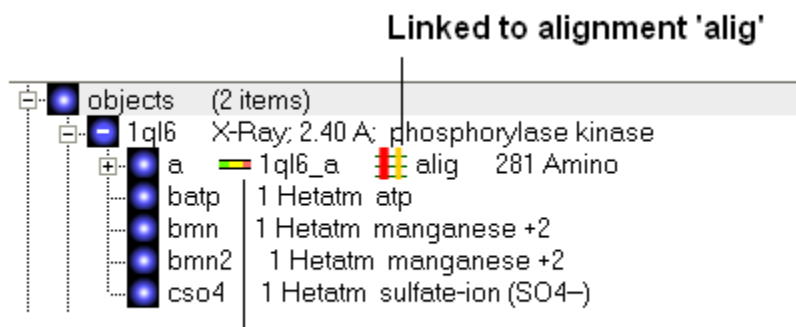 Linked to alignment 'alig'
objects (2 items)
1ql6 X-Ray; 2.40 A; phosphorylase kinase
a 1ql6_a alig 281 Amino
batp 1 Hetatm atp
bmn 1 Hetatm manganese +2
bmn2 1 Hetatm manganese +2
cso4 1 Hetatm sulfate-ion (SO4--)